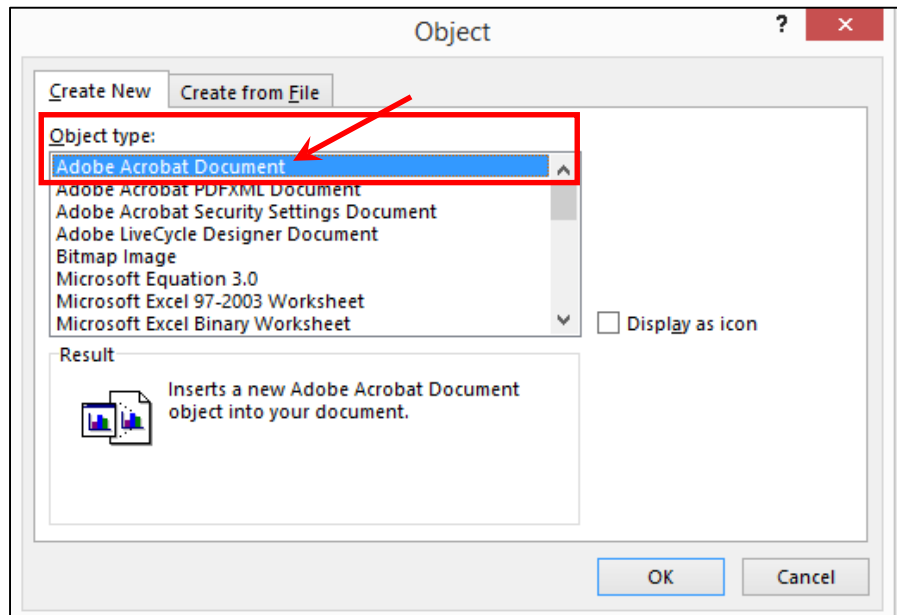 Object
?
Create New
Create from File
Object type:
Adobe Acrobat Document
Adobe Acrobat PDFXML Document
Adobe Acrobat Security Settings Document
Adobe LiveCycle Designer Document
Bitmap Image
Microsoft Equation 3.0
Microsoft Excel 97-2003 Worksheet
Microsoft Excel Binary Worksheet
Display as icon
Result
Inserts a new Adobe Acrobat Document
object into your document.
OK
Cancel